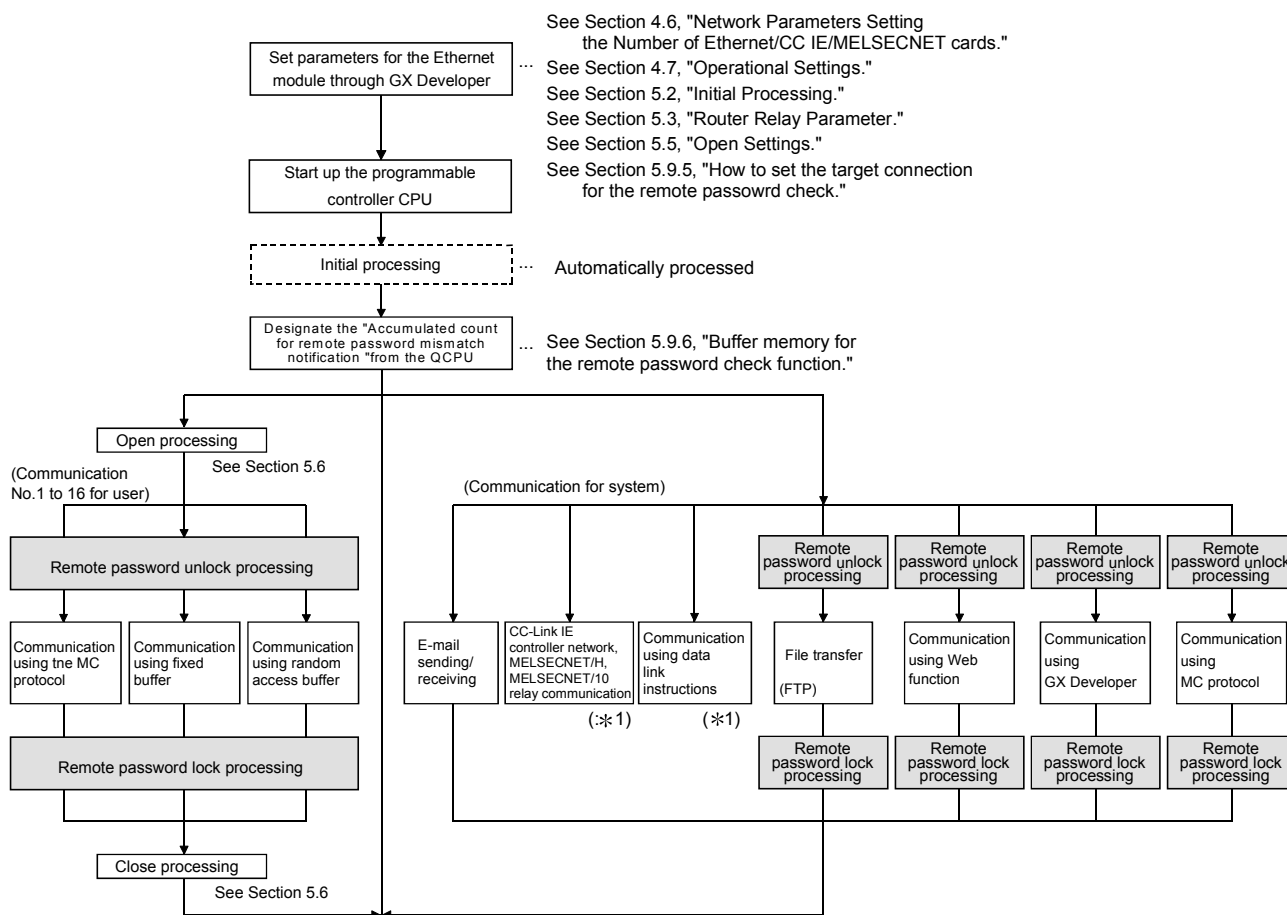 Set parameters for the Ethernet
module through GX Developer
...
See Section 4.6, "Network Parameters Setting
the Number of Ethernet/CC IE/MELSECNET cards."
See Section 4.7, "Operational Settings."
See Section 5.2, "Initial Processing."
See Section 5.3, "Router Relay Parameter."
See Section 5.5, "Open Settings."
See Section 5.9.5, "How to set the target connection
for the remote passowrd check."
Start up the programmable
controller CPU
Initial processing
...
Automatically processed
Designate the "Accumulated count
for remote password mismatch
notification "from the QCPU
...
See Section 5.9.6, "Buffer memory for
the remote password check function."
Open processing
See Section 5.6
(Communication
No.1 to 16 for user)
Remote password unlock processing
Communication
using tne MC
protocol
Communication
using fixed
buffer
Communication
using random
access buffer
Remote password lock processing
Close processing
See Section 5.6
(Communication for system)
E-mail
sending/
receiving
CC-Link IE
controller network,
MELSECNET/H,
MELSECNET/10
relay communication
(:*1)
Communication
using data
link
instructions
(*1)
Remote
password unlock
processing
File transfer
(FTP)
Remote
password lock
processing
Remote
password unlock
processing
Communication
using Web
function
Remote
password lock
processing
Remote
password unlock
processing
Communication
using
GX Developer
Remote
password lock
processing
Remote
password unlock
processing
Communication
using
MC protocol
Remote
password lock
processing